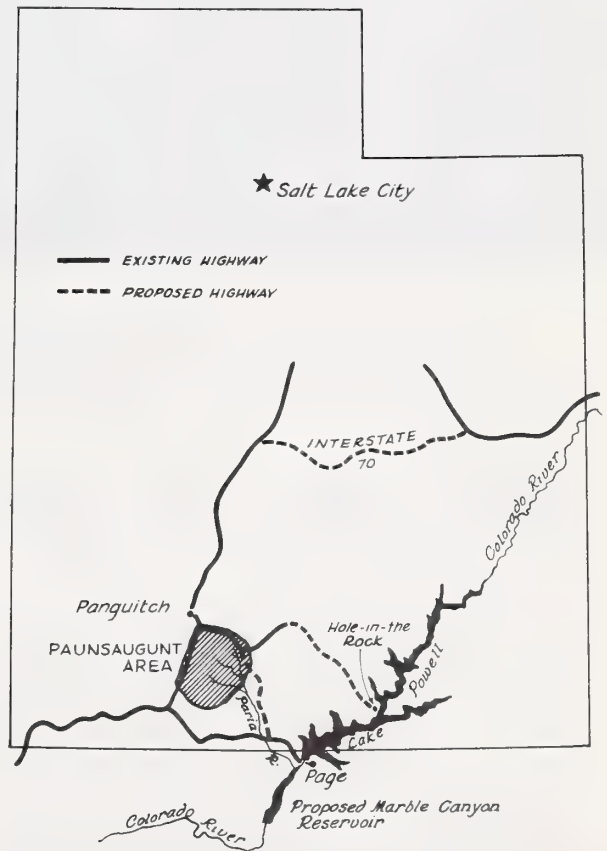 Salt Lake City
EXISTING HIGHWAY
PROPOSED HIGHWAY
INTERSTATE
70
Colorado River
Panguitch
PAUNSAUGUNT
AREA
Hole-in-the
Rock
Powell
Lake
Paria
R.
Page
Proposed Marble Canyon
Reservoir
Colorado River